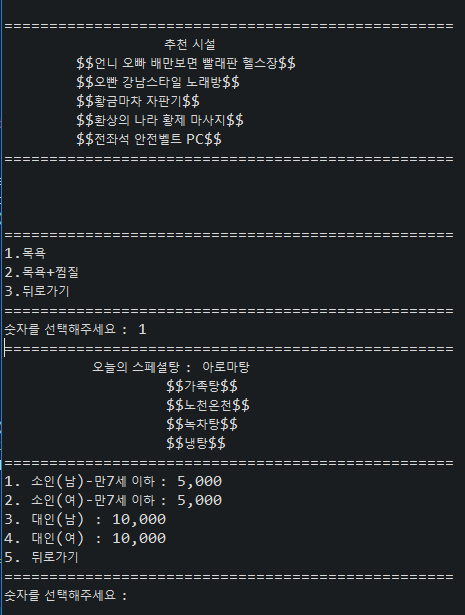 ==================================================
추천 시설
$$언니 오빠 배만보면 빨래판 헬스장$$
$$오빤 강남스타일 노래방$$
$$황금마차 자판기$$
$$환상의 나라 황제 마사지$$
$$전좌석 안전벨트 PC$$
==================================================
==================================================
1.목욕
2.목욕+찜질
3.뒤로가기
==================================================
숫자를 선택해주세요 : 1
==================================================
오늘의 스페셜탕 : 아로마탕
$$가족탕$$
$$노천온천$$
$$녹차탕$$
$$냉탕$$
==================================================
1. 소인(남)-만7세 이하 : 5,000
2. 소인(여)-만7세 이하 : 5,000
3. 대인(남) : 10,000
4. 대인(여) : 10,000
5. 뒤로가기
==================================================
숫자를 선택해주세요 :